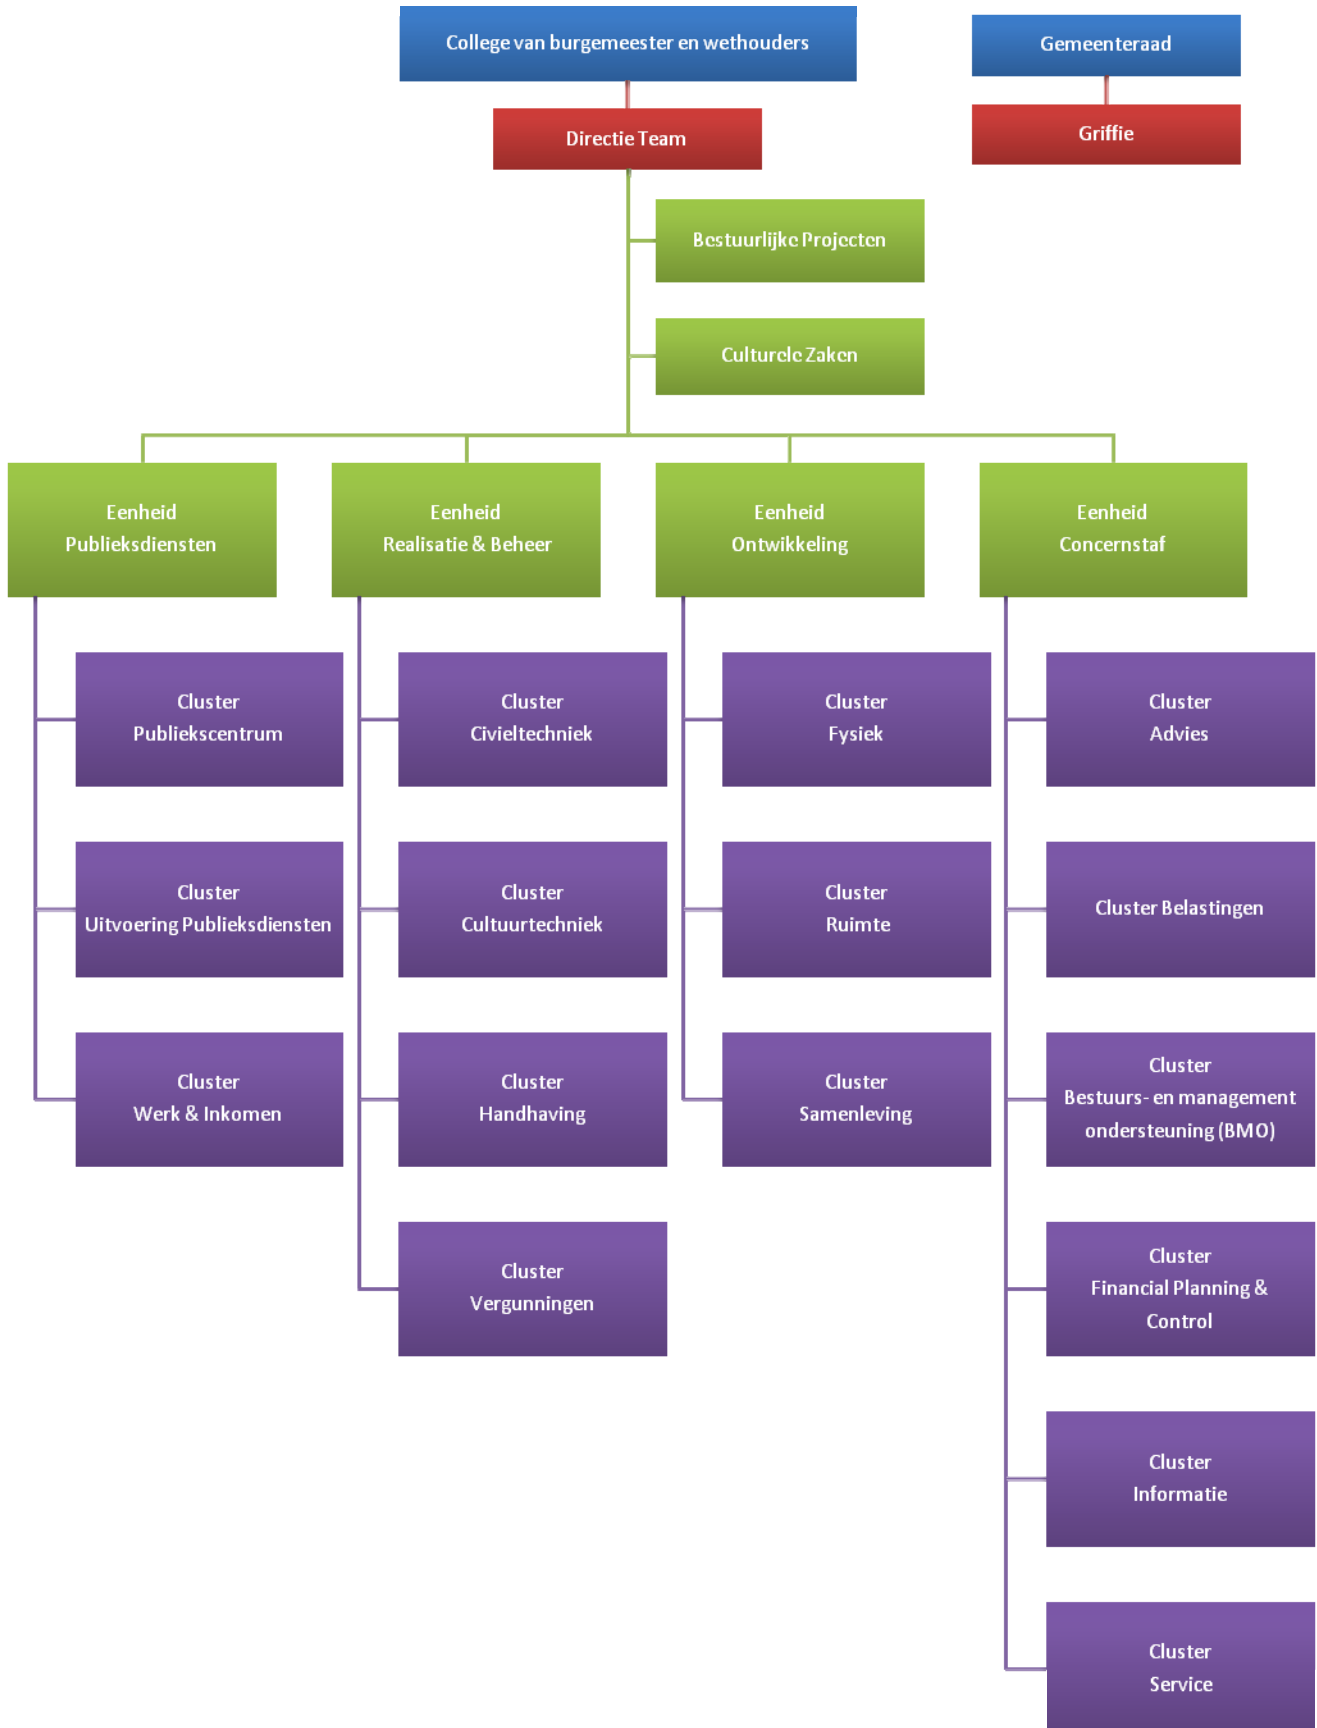 College van burgemeester en wethouders
Gemeenteraad
Directie Team
Griffie
Bestuurlijke Projecten
Culturele Zaken
Eenheid
Publieksdiensten
Eenheid
Realisatie & Beheer
Eenheid
Ontwikkeling
Eenheid
Concernstaf
Cluster
Publiekscentrum
Cluster
Uitvoering Publieksdiensten
Cluster
Werk & Inkomen
Cluster
Civieltechniek
Cluster
Cultuurtechniek
Cluster
Handhaving
Cluster
Vergunningen
Cluster
Fysiek
Cluster
Ruimte
Cluster
Samenleving
Cluster
Advies
Cluster Belastingen
Cluster
Bestuurs- en management
ondersteuning (BMO)
Cluster
Financial Planning &
Control
Cluster
Informatie
Cluster
Service